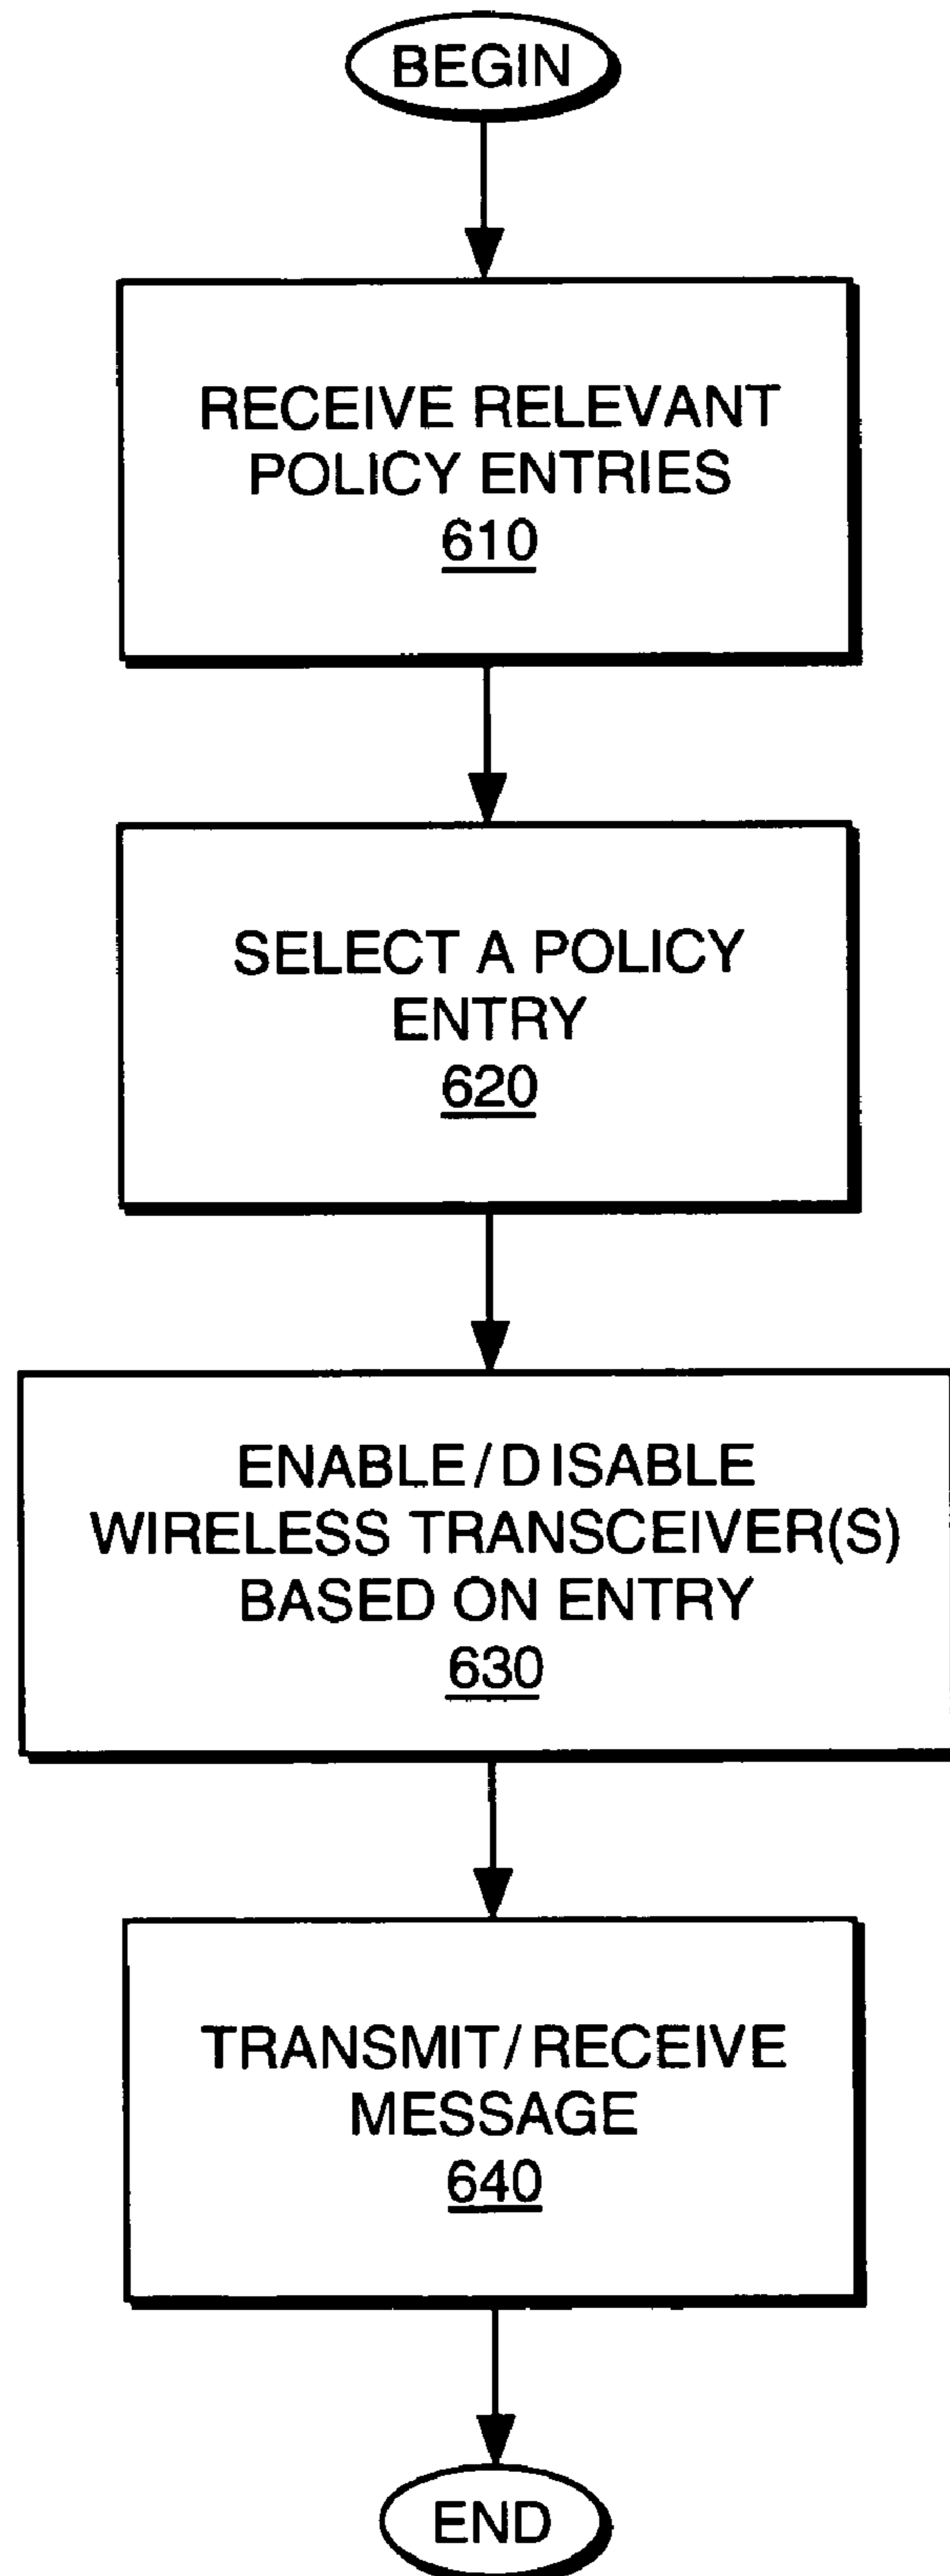 BEGIN
RECEIVE RELEVANT
POLICY ENTRIES
610
SELECT A POLICY
ENTRY
620
ENABLE/DISABLE
WIRELESS TRANSCEIVER(S)
BASED ON ENTRY
630
TRANSMIT/RECEIVE
MESSAGE
640
END